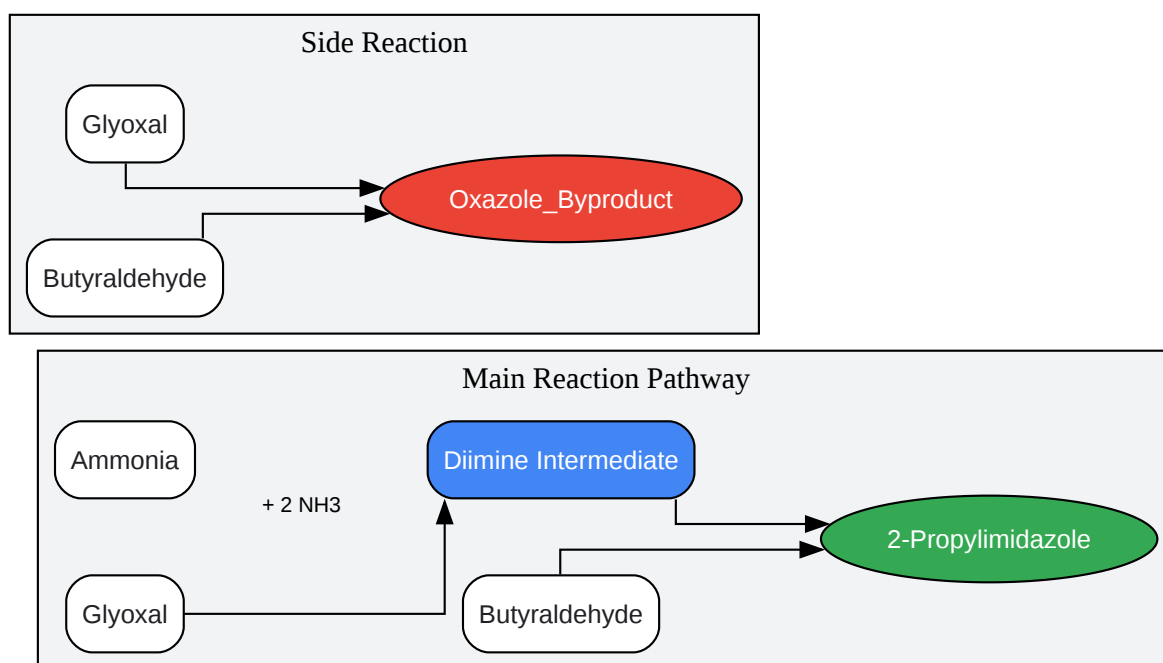 Side Reaction
Glyoxal
Oxazole_Byproduct
Butyraldehyde
Main Reaction Pathway
Ammonia
Diimine Intermediate
+ 2 NH3
2-Propylimidazole
Glyoxal
Butyraldehyde